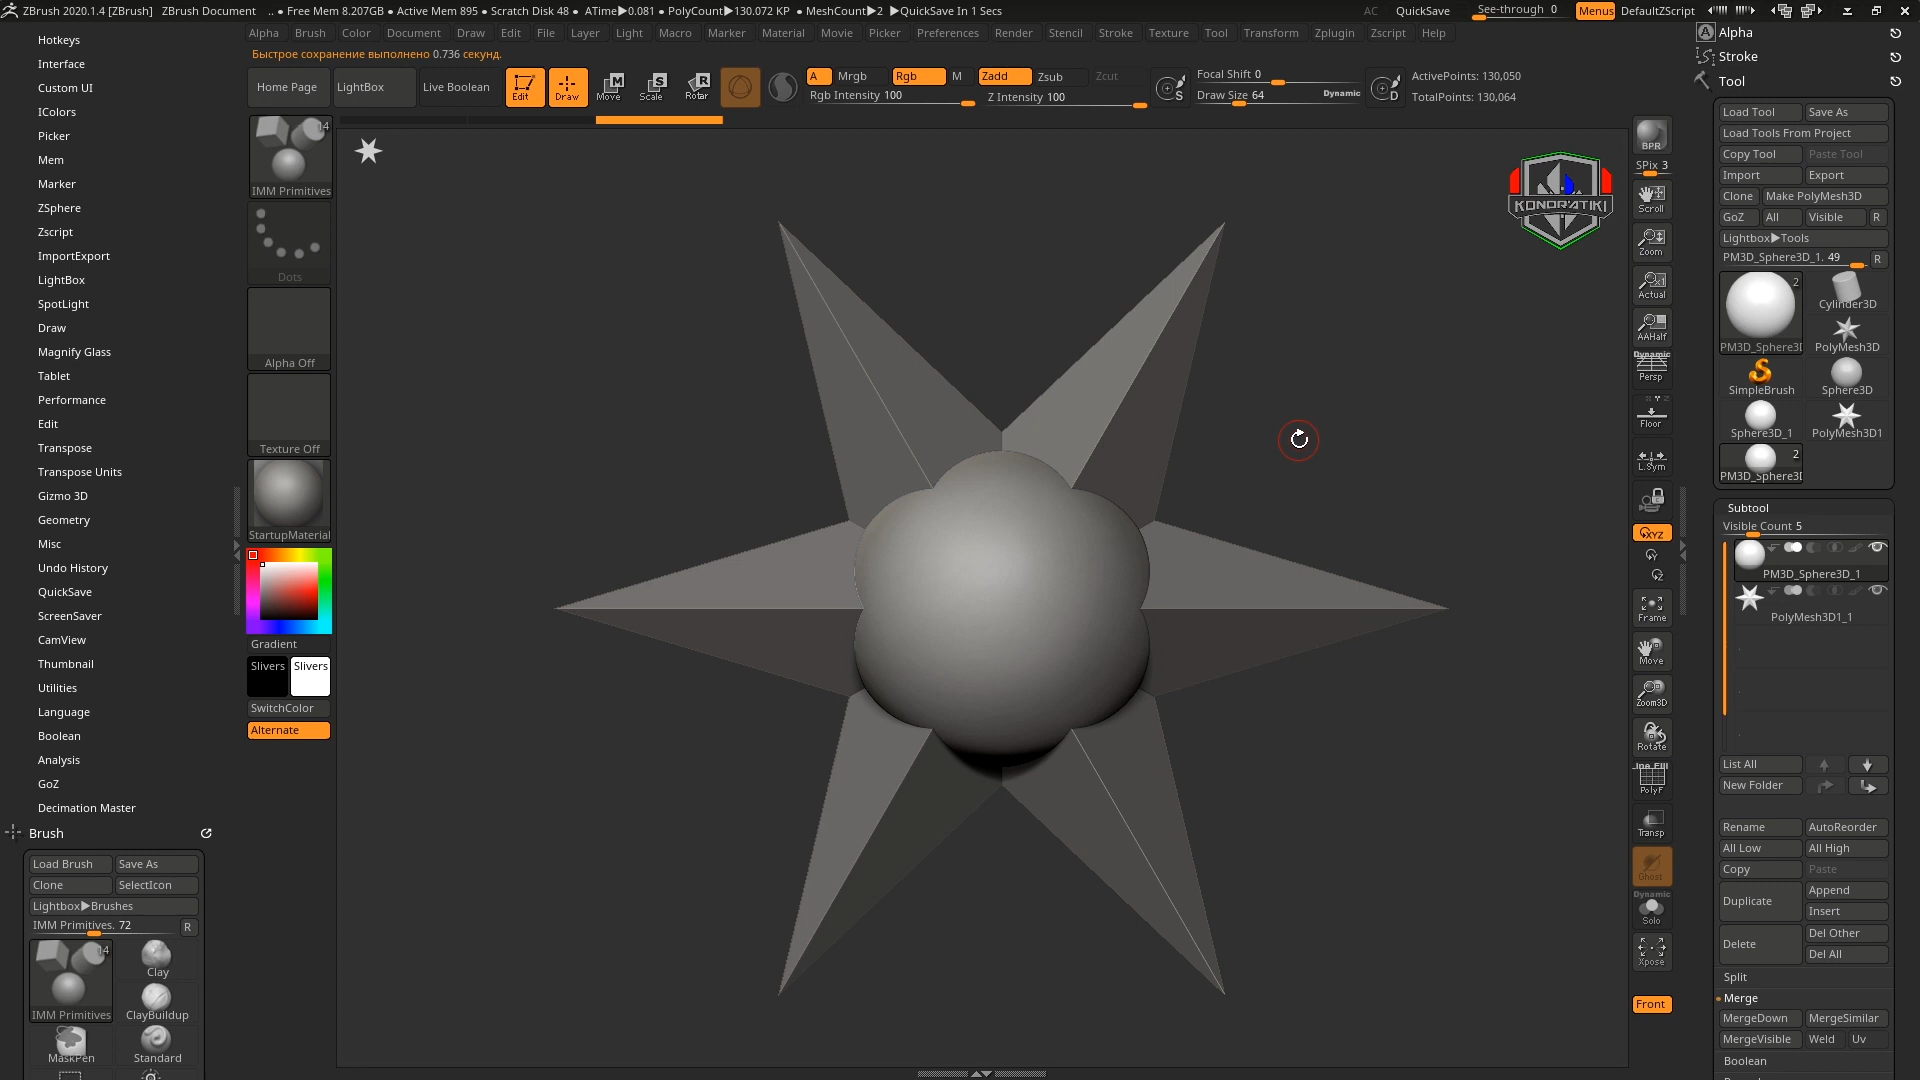 ZBrush 2020.1.4 [ZBrush] ZBrush Document .. • Free Mem 8.207GB • Active Mem 895 • Scratch Disk 48 • ATime▶0.081 • PolyCount▶130.072 KP • MeshCount▶2 ▶QuickSave In 1 Secs AC QuickSave See-through 0 Menus DefaultZScript
Alpha Brush Color Document Draw Edit File Layer Light Macro Marker Material Movie Picker Preferences Render Stencil Stroke Texture Tool Transform Zplugin Zscript Help
Быстрое сохранение выполнено 0.736 секунд.
Home Page LightBox Live Boolean Edit Draw Move Scale Rotar A Mrgb Rgb M Zadd Zsub Zcut
Rgb Intensity 100 Z Intensity 100
S Focal Shift 0
Draw Size 64 Dynamic D
ActivePoints: 130,050
TotalPoints: 130,064
Hotkeys
Interface
Custom UI
IColors
Picker
Mem
Marker
ZSphere
Zscript
ImportExport
LightBox
SpotLight
Draw
Magnify Glass
Tablet
Performance
Edit
Transpose
Transpose Units
Gizmo 3D
Geometry
Misc
Undo History
QuickSave
ScreenSaver
CamView
Thumbnail
Utilities
Language
Boolean
Analysis
GoZ
Decimation Master
Brush
Load Brush Save As
Clone SelectIcon
Lightbox▶Brushes
IMM Primitives. 72 R
14
IMM Primitives
Clay
ClayBuildup
MaskPen Standard
14
IMM Primitives
Dots
Alpha Off
Texture Off
StartupMaterial
Gradient
Slivers Slivers
SwitchColor
Alternate
KONDRATIKI
BPR
SPix 3
Scroll
Zoom
Actual
AAHalf
Dynamic
Persp
Floor
L.Sym
XYZ
Y
Z
Frame
Move
Zoom3D
Rotate
Line Fill
PolyF
Transp
Ghost
Dynamic
Solo
Xpose
Front
Alpha
Stroke
Tool
Load Tool Save As
Load Tools From Project
Copy Tool Paste Tool
Import Export
Clone Make PolyMesh3D
GoZ All Visible R
Lightbox▶Tools
PM3D_Sphere3D_1. 49 R
2
PM3D_Sphere3D
Cylinder3D
PolyMesh3D
SimpleBrush Sphere3D
Sphere3D_1 PolyMesh3D1
2
PM3D_Sphere3D
Subtool
Visible Count 5
PM3D_Sphere3D_1
PolyMesh3D1_1
List All
New Folder
Rename AutoReorder
All Low All High
Copy Paste
Duplicate Append
Insert
Delete Del Other
Del All
Split
Merge
MergeDown MergeSimilar
MergeVisible Weld Uv
Boolean